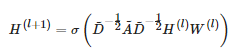 H^{(l+1)} = σ( D̄^{-1/2} Ā D̄^{-1/2} H^{(l)} W^{(l)} )